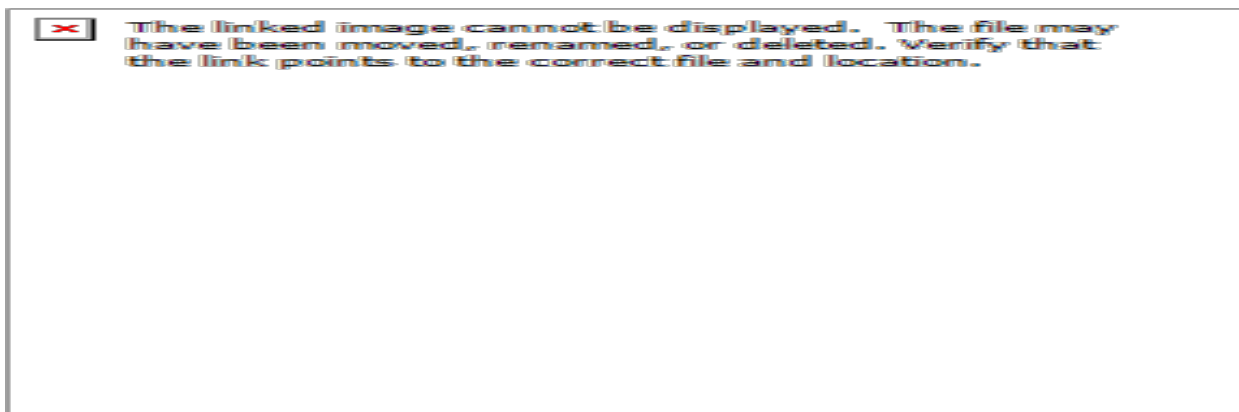 The linked image cannot be displayed.  The file may
have been moved, renamed, or deleted. Verify that
the link points to the correct file and location.